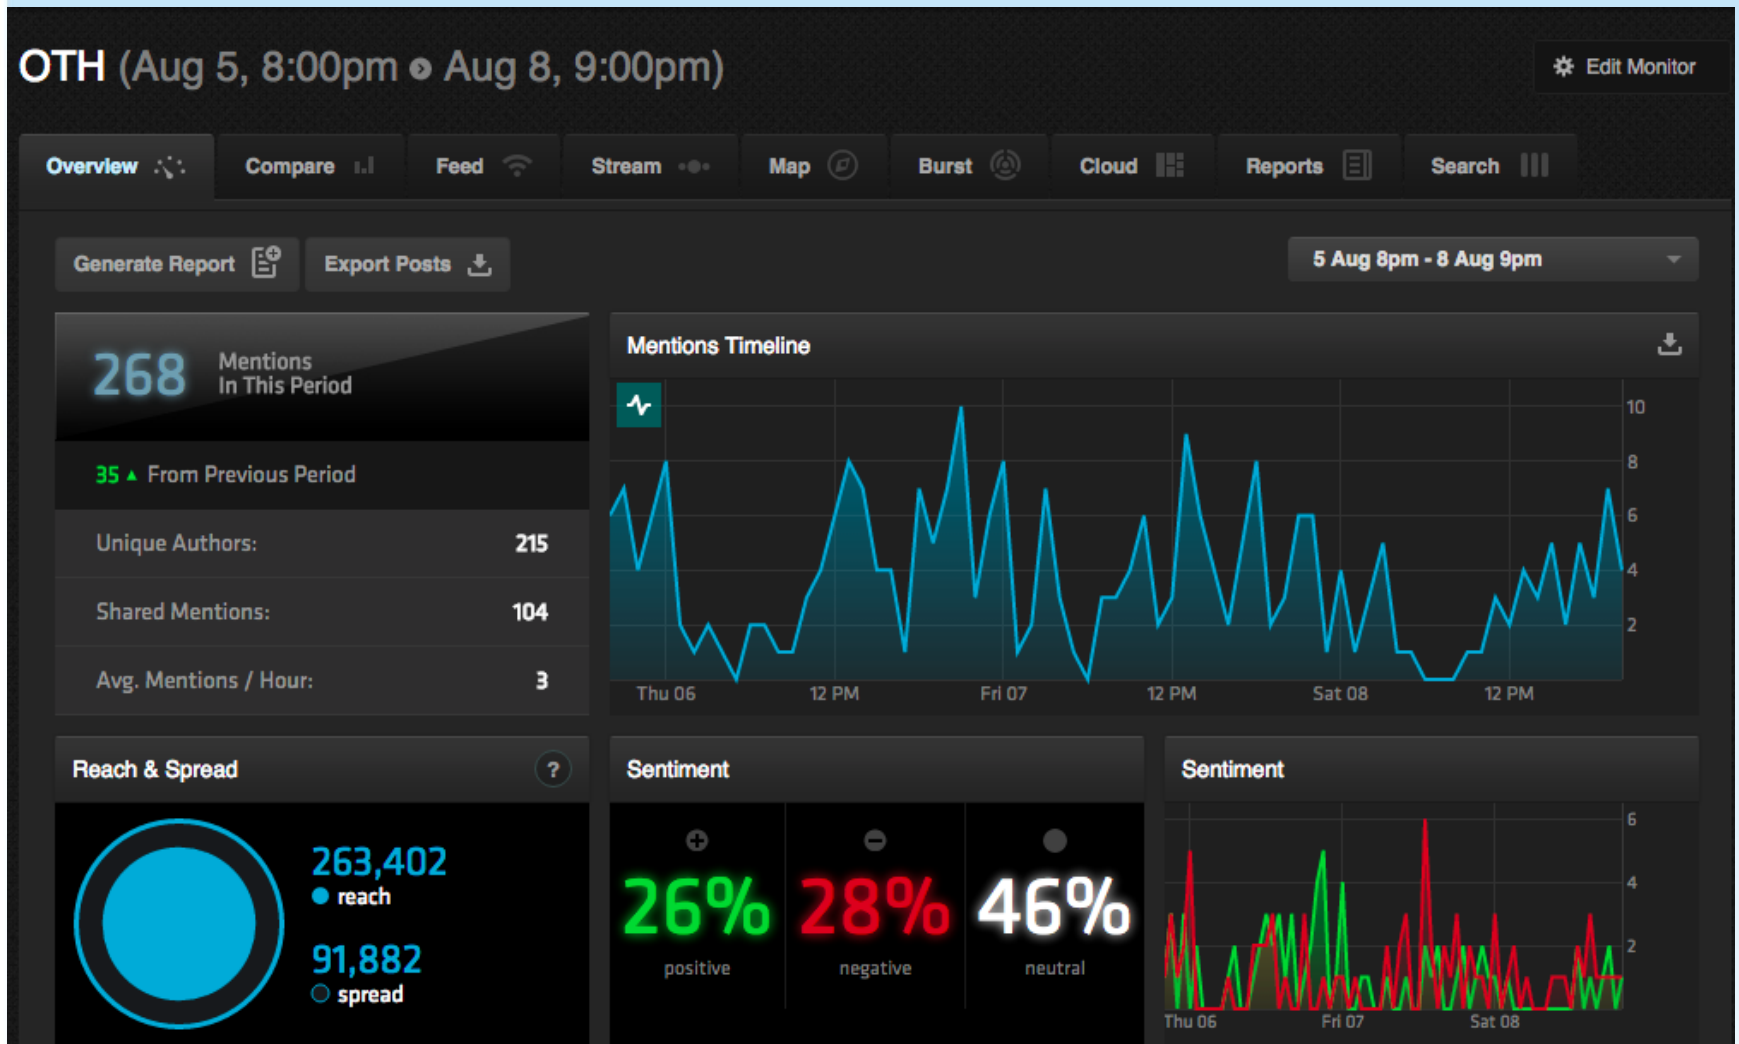 OTH (Aug 5, 8:00pm Aug 8, 9:00pm)
Edit Monitor
Overview
Compare
Feed
Stream
Map
Burst
Cloud
Reports
Search
Generate Report
Export Posts
5 Aug 8pm - 8 Aug 9pm
268
Mentions
In This Period
35 ▲ From Previous Period
Unique Authors: 215
Shared Mentions: 104
Avg. Mentions / Hour: 3
Mentions Timeline
10
8
6
4
2
Thu 06 12 PM Fri 07 12 PM Sat 08 12 PM
Reach & Spread ?
263,402
reach
91,882
spread
Sentiment
26% 28% 46%
positive negative neutral
Sentiment
6
4
2
Thu 06 Fri 07 Sat 08